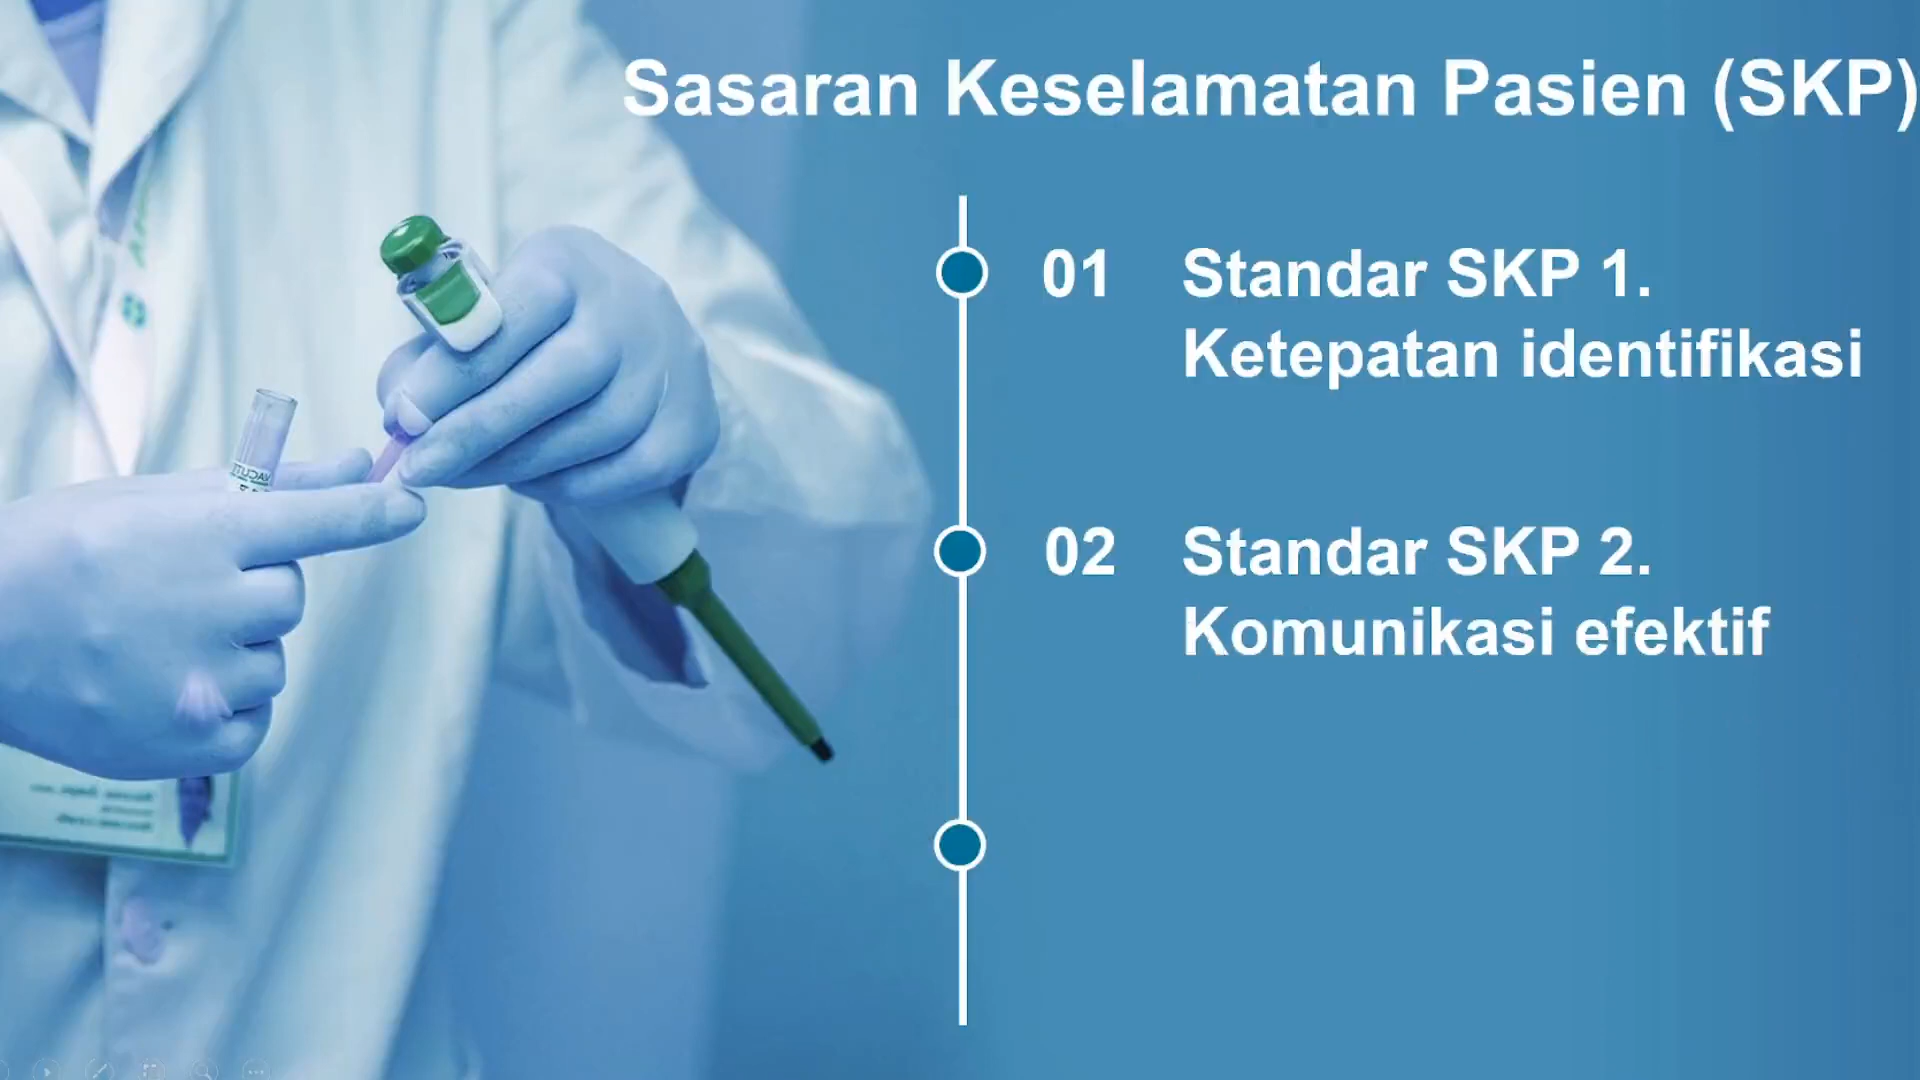 Sasaran Keselamatan Pasien (SKP)
01 Standar SKP 1.
Ketepatan identifikasi
02 Standar SKP 2.
Komunikasi efektif